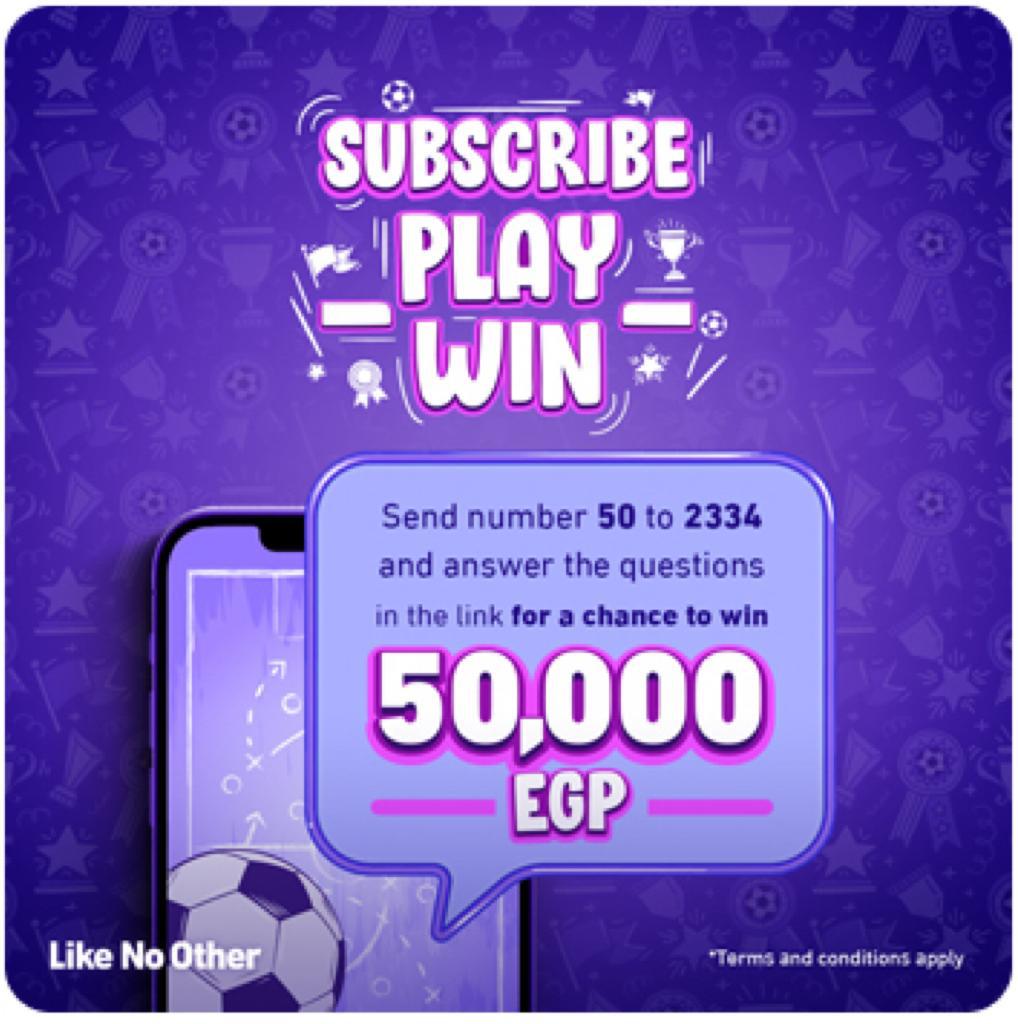 SUBSCRIBE
PLAY
WIN
Send number 50 to 2334
and answer the questions
in the link for a chance to win
50,000
EGP
Like No Other
*Terms and conditions apply